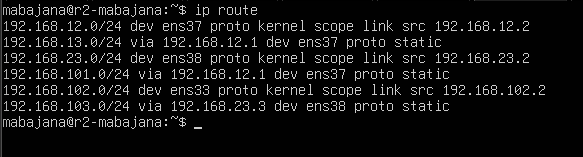 mabajana@r2-mabajana:~$ ip route
192.168.12.0/24 dev ens37 proto kernel scope link src 192.168.12.2
192.168.13.0/24 via 192.168.12.1 dev ens37 proto static
192.168.23.0/24 dev ens38 proto kernel scope link src 192.168.23.2
192.168.101.0/24 via 192.168.12.1 dev ens37 proto static
192.168.102.0/24 dev ens33 proto kernel scope link src 192.168.102.2
192.168.103.0/24 via 192.168.23.3 dev ens38 proto static
mabajana@r2-mabajana:~$ _